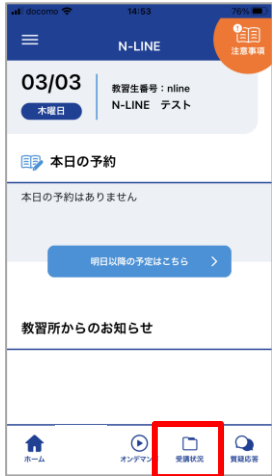 docomo 14:53 76%
N-LINE
注意事項
03/03
木曜日
教習生番号：nline
N-LINE テスト
本日の予約
本日の予約はありません
明日以降の予定はこちら
教習所からのお知らせ
ホーム
オンデマンド
受講状況
質疑応答